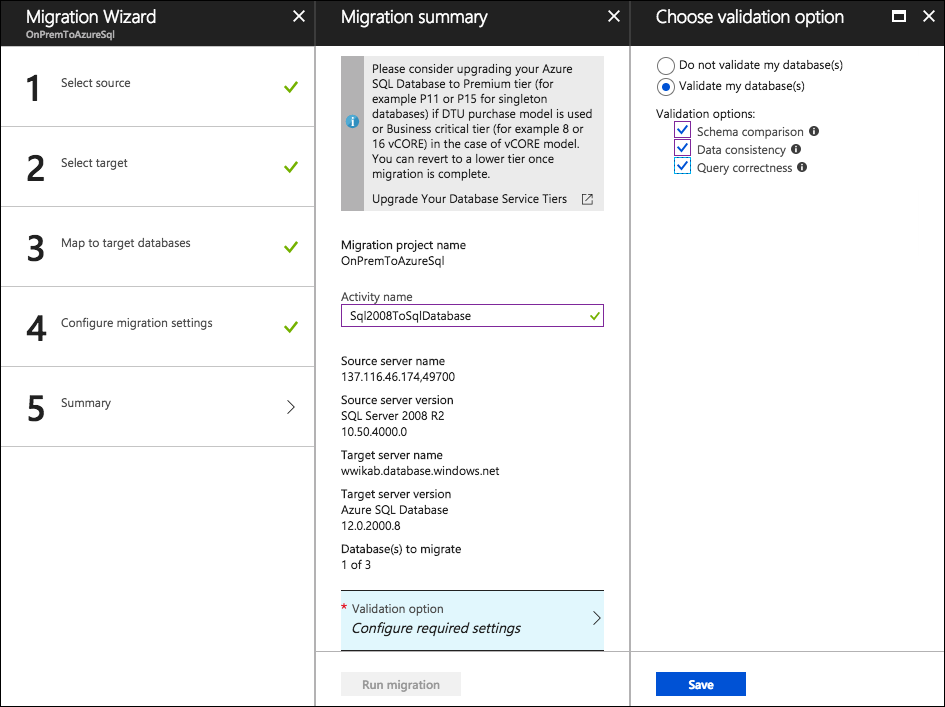 Migration Wizard
OnPremToAzureSql
1 Select source
2 Select target
3 Map to target databases
4 Configure migration settings
5 Summary
Migration summary
Please consider upgrading your Azure
SQL Database to Premium tier (for
example P11 or P15 for singleton
databases) if DTU purchase model is used
or Business critical tier (for example 8 or
16 vCORE) in the case of vCORE model.
You can revert to a lower tier once
migration is complete.
Upgrade Your Database Service Tiers
Migration project name
OnPremToAzureSql
Activity name
Sql2008ToSqlDatabase
Source server name
137.116.46.174,49700
Source server version
SQL Server 2008 R2
10.50.4000.0
Target server name
wwikab.database.windows.net
Target server version
Azure SQL Database
12.0.2000.8
Database(s) to migrate
1 of 3
* Validation option
Configure required settings
Run migration
Choose validation option
Do not validate my database(s)
Validate my database(s)
Validation options:
Schema comparison
Data consistency
Query correctness
Save